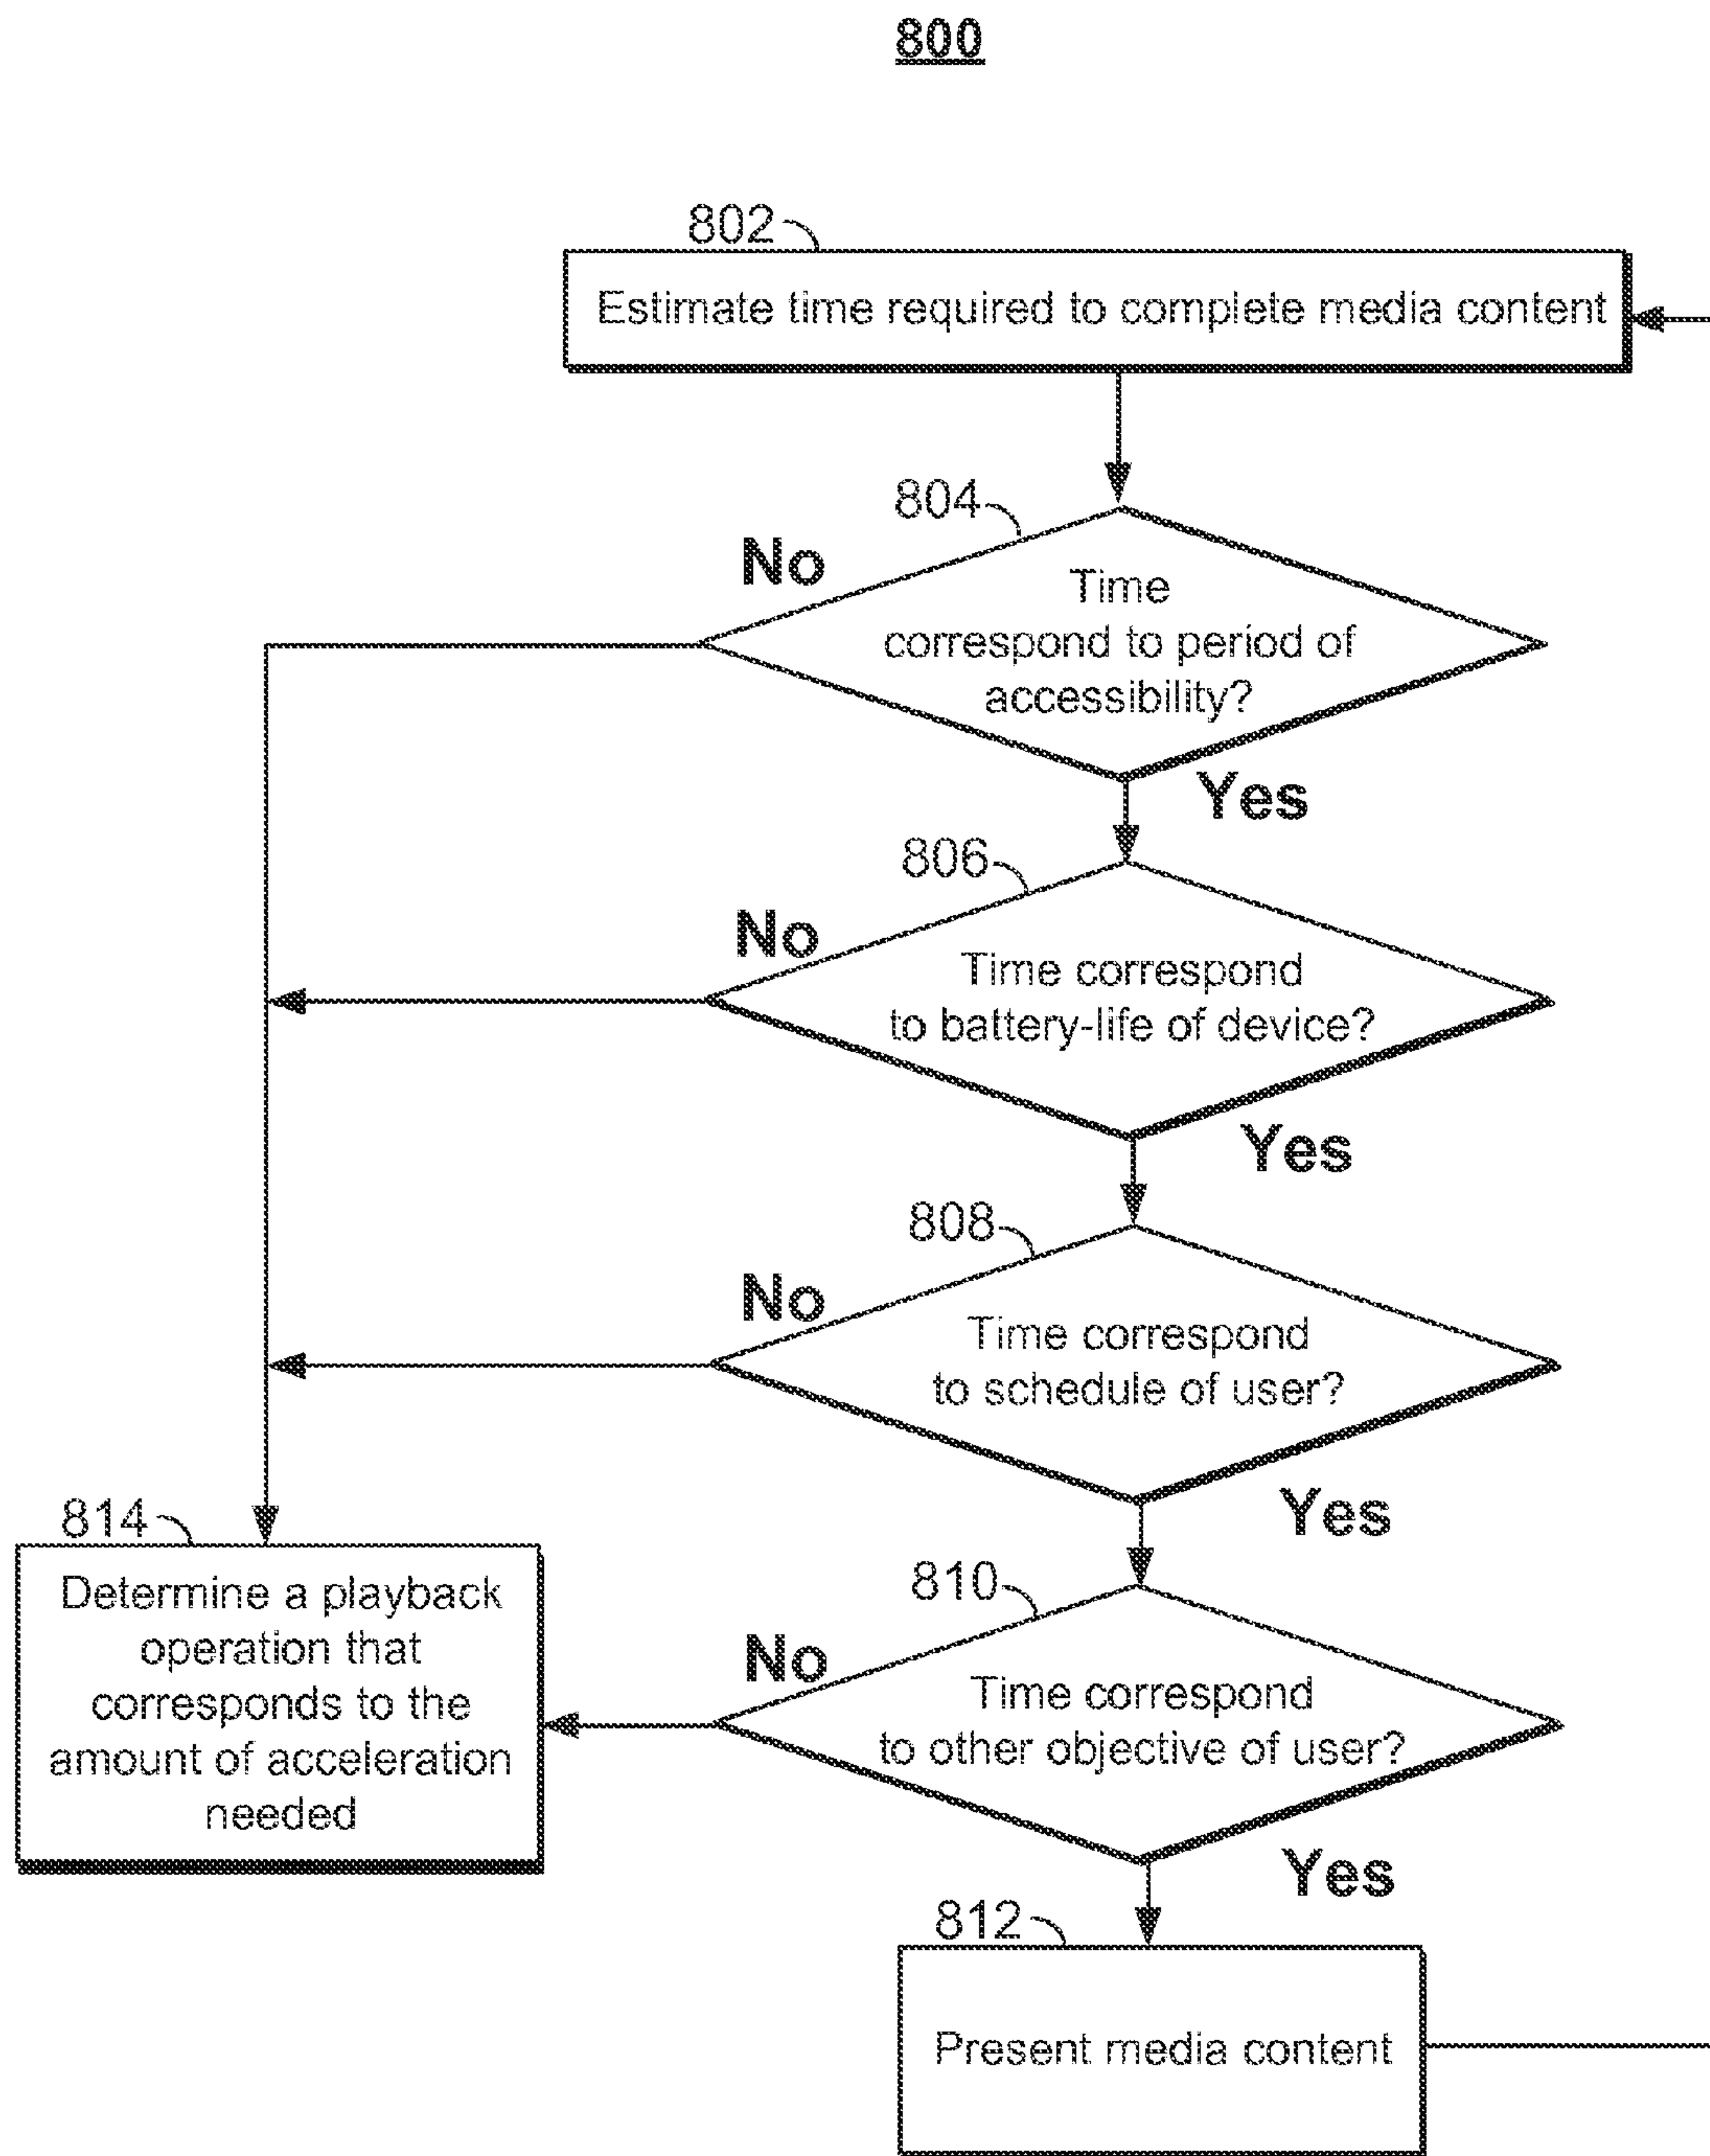 800
802
Estimate time required to complete media content
804
No
Time
correspond to period of
accessibility?
Yes
806
No
Time correspond
to battery-life of device?
Yes
808
No
Time correspond
to schedule of user?
Yes
814
Determine a playback
operation that
corresponds to the
amount of acceleration
needed
810
No
Time correspond
to other objective of user?
Yes
812
Present media content